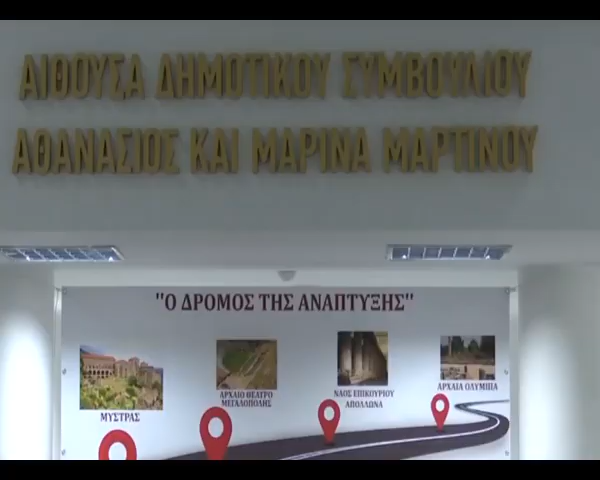 ΑΙΘΟΥΣΑ ΔΗΜΟΤΙΚΟΥ ΣΥΜΒΟΥΛΙΟΥ
ΑΘΑΝΑΣΙΟΣ ΚΑΙ ΜΑΡΙΝΑ ΜΑΡΤΙΝΟΥ
"Ο ΔΡΟΜΟΣ ΤΗΣ ΑΝΑΠΤΥΞΗΣ"
ΜΥΣΤΡΑΣ
ΑΡΧΑΙΟ ΘΕΑΤΡΟ
ΜΕΓΑΛΟΠΟΛΗΣ
ΝΑΟΣ ΕΠΙΚΟΥΡΙΟΥ
ΑΠΟΛΛΩΝΑ
ΑΡΧΑΙΑ ΟΛΥΜΠΙΑ